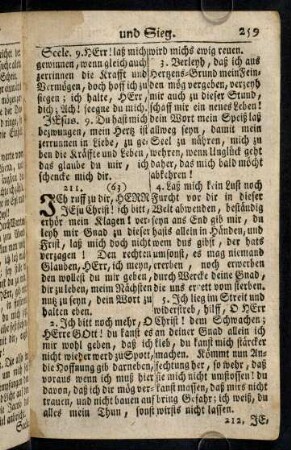 und Sieg. 259
Seele. 9. HErr! laß mich
gewinnen, wenn gleich auch
zerrinnen die Krafft und
Vermögen, doch hoff ich zu
siegen; ich halte, HErr,
dich; Ach! seegne du mich,
JEsus. 9. Du hast mich
bezwungen, mein Hertz ist
zerrunnen in Liebe, zu ge-
ben die Kräffte und Leben,
ich glaube du mir,
schencke mich dir.
211. (63)
ICh ruff zu dir, HERR
JEsu Christ! ich bitt,
erhör mein Klagen! ver-
leyh mir Gnad zu dieser
Frist, laß mich doch nicht
verzagen! Den rechten
Glauben, HErr, ich meyn,
den wollest du mir geben,
dir zu leben, mein'm Nächsten
nutz zu seyn, dein Wort zu
halten eben.
2. Ich bitt noch mehr, O
HErre GOtt! du kanst es
mir wohl geben, daß ich
nicht wieder werd zu Spott,
die Hoffnung gib darneben,
voraus wenn ich muß hier
davon, daß ich dir mög ver-
trauen, und nicht bauen auf
alles mein Thun, sonst
wird michs ewig reuen.
3. Verleyh, daß ich aus
Hertzens-Grund mein Fein-
den mög vergeben, verzeyh
mir auch zu dieser Stund,
schaff mir ein neues Leben!
dein Wort mein Speiß laß
allweg seyn, damit mein
Seel zu nähren, mich zu
wehren, wenn Unglück geht
daher, das mich bald möcht
abkehren!
4. Laß mich kein Lust noch
Furcht von dir in dieser
Welt abwenden, beständig
seyn ans End gib mir, du
hasts allein in Händen, und
wem dus gibst, der hats
umsonst, es mag niemand
ererben, noch erwerben
durch Wercke deine Gnad,
die uns errett vom sterben.
5. Ich lieg im Streit und
widerstreb, hilff, O HErr
Christ! dem Schwachen;
an deiner Gnad allein ich
kleb, du kanst mich stärcker
machen. Kömmt nun An-
fechtung her, so wehr, daß
sie mich nicht umstossen! du
kanst massen, daß mirs nicht
bring Gefahr; ich weiß, du
wirsts nicht lassen.
212. JE,